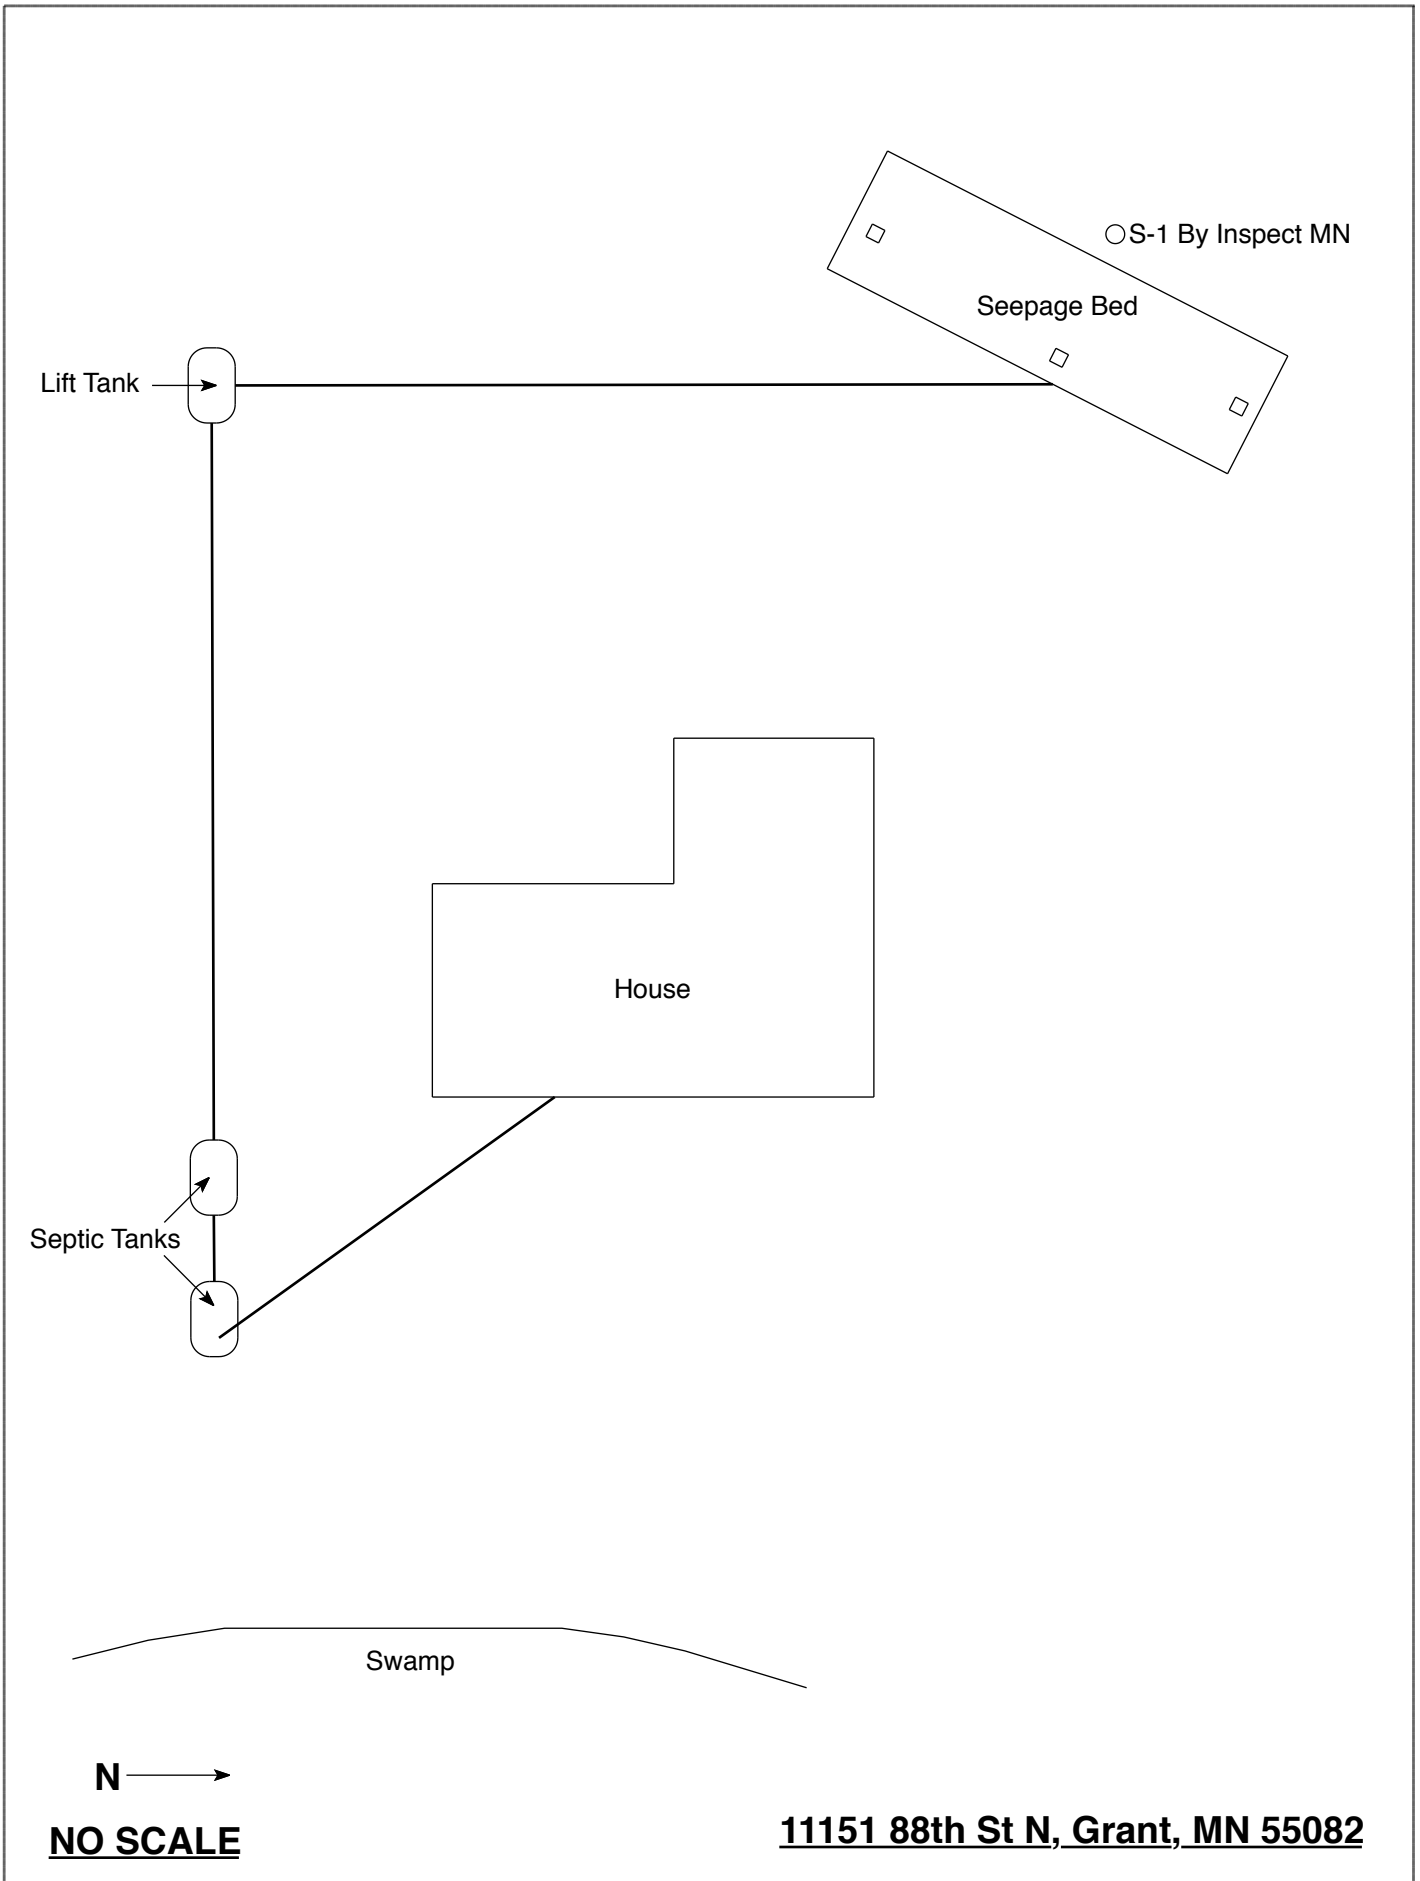 S-1 By Inspect MN
Seepage Bed
Lift Tank
House
Septic Tanks
Swamp
N
NO SCALE
11151 88th St N, Grant, MN 55082